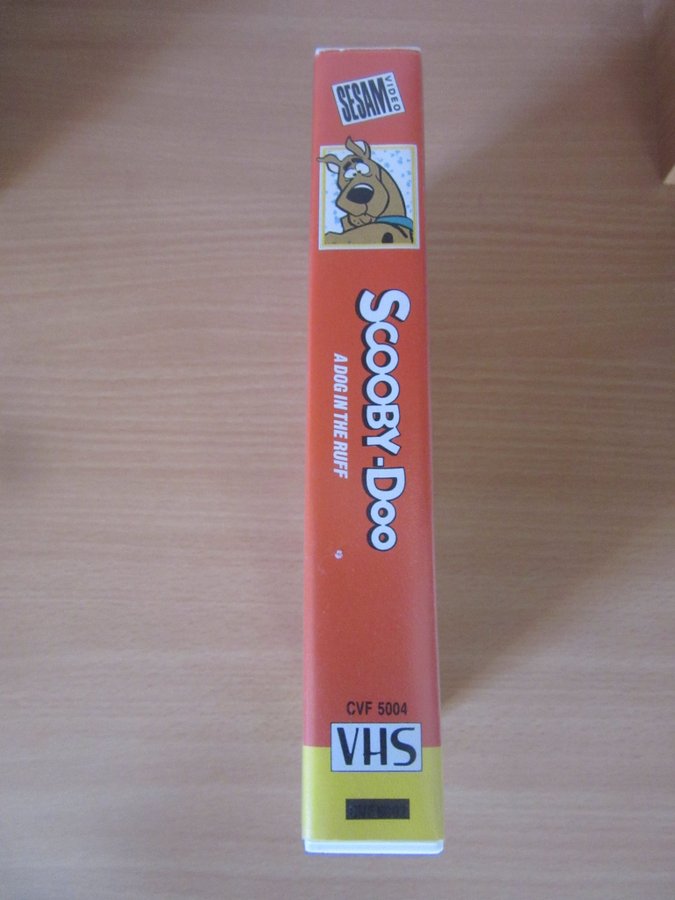 SESAM
VIDEO
SCOOBY-DOO
A DOG IN THE RUFF
CVF 5004
VHS